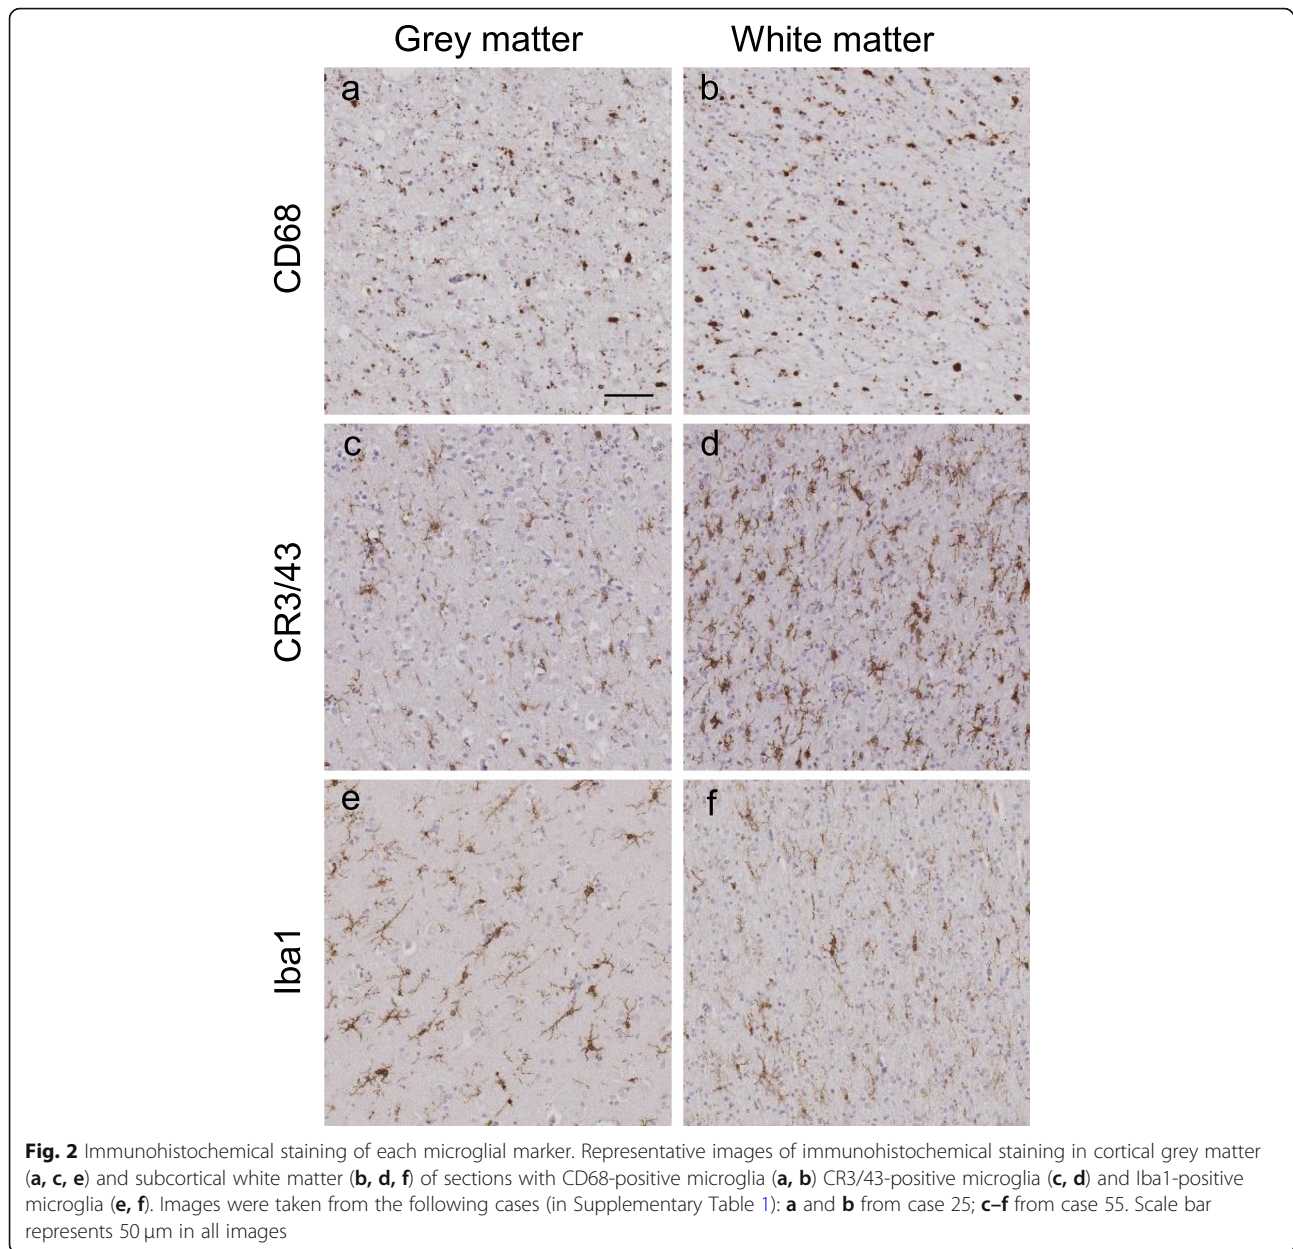 Grey matter
White matter
a
b
CD68
c
d
CR3/43
e
f
Iba1
Fig. 2 Immunohistochemical staining of each microglial marker. Representative images of immunohistochemical staining in cortical grey matter
(a, c, e) and subcortical white matter (b, d, f) of sections with CD68-positive microglia (a, b) CR3/43-positive microglia (c, d) and Iba1-positive
microglia (e, f). Images were taken from the following cases (in Supplementary Table 1): a and b from case 25; c–f from case 55. Scale bar
represents 50 μm in all images